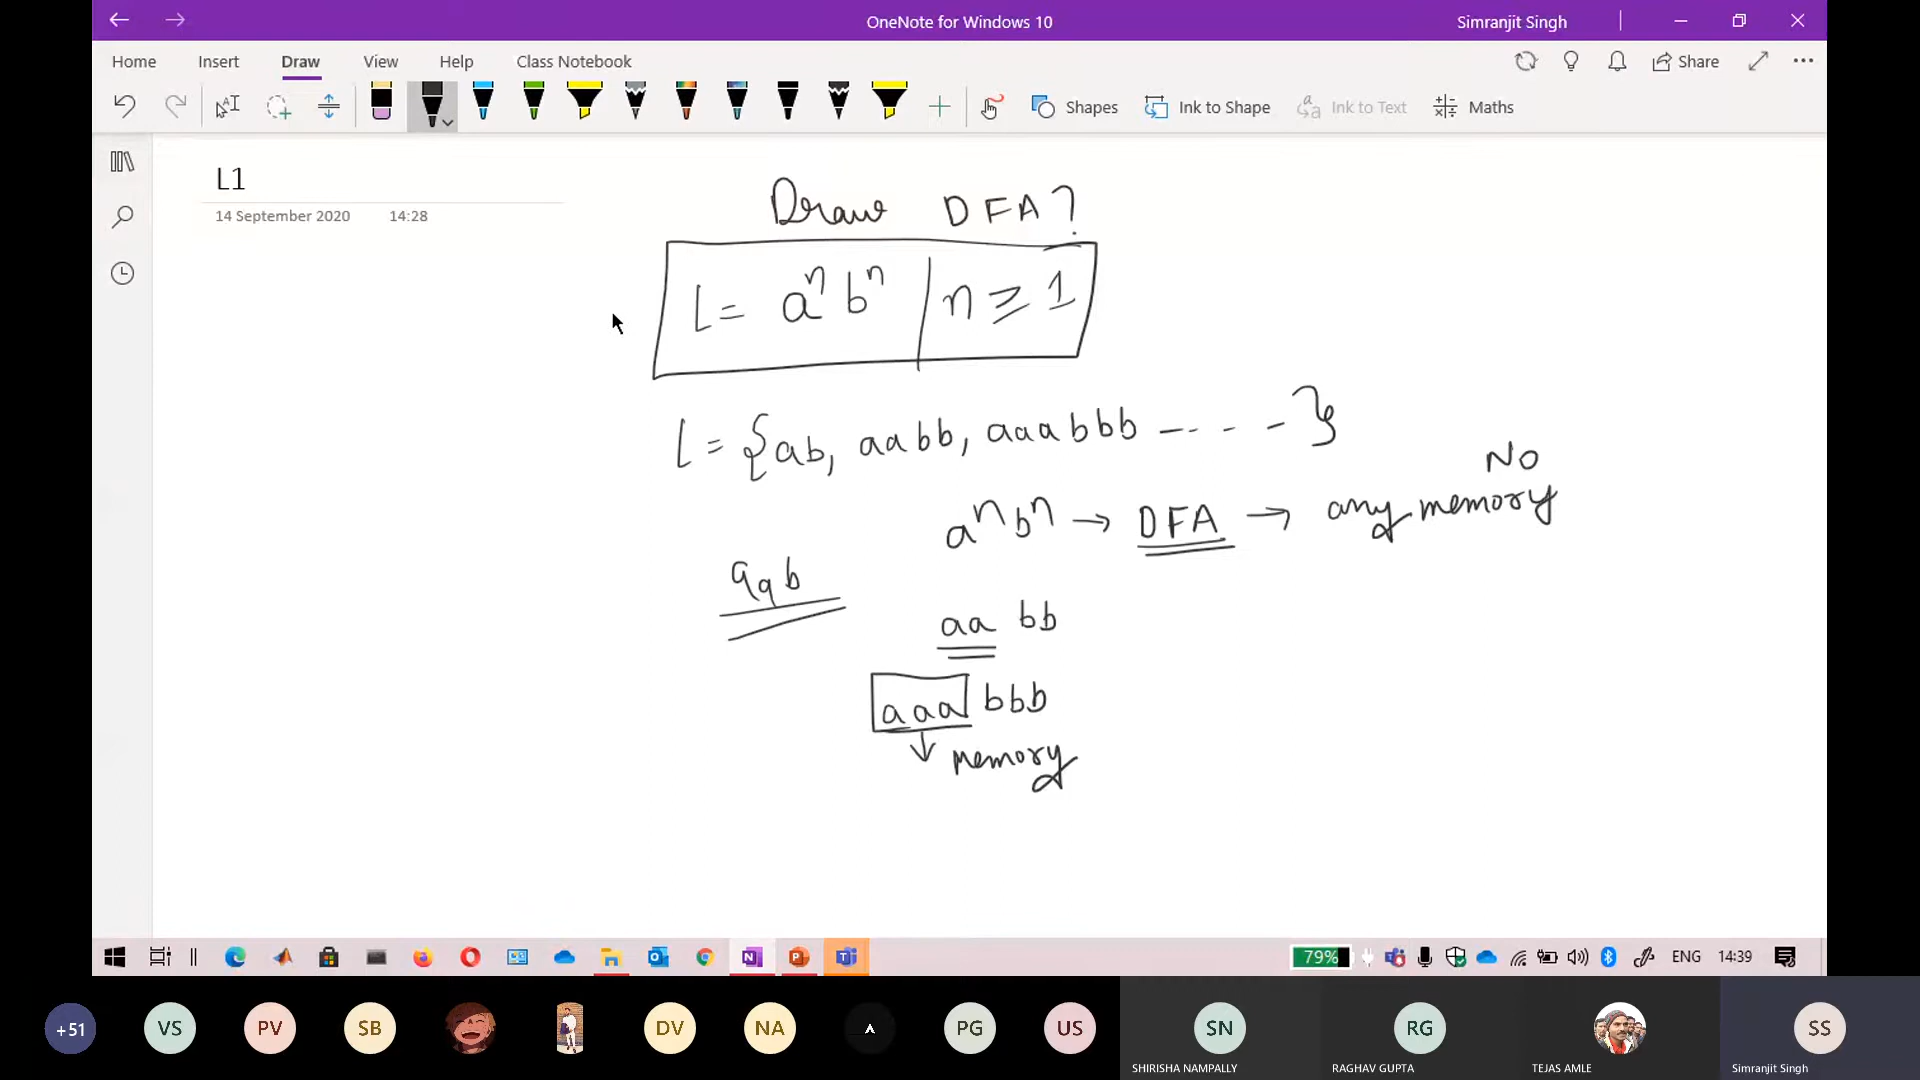 OneNote for Windows 10
Simranjit Singh
Home Insert Draw View Help Class Notebook
Share
Shapes Ink to Shape Ink to Text Maths
L1
14 September 2020 14:28
Draw DFA?
L = aⁿ bⁿ | n ≥ 1
L = {ab, aabb, aaabbb ---- }
No
aⁿbⁿ → DFA → any memory
aab
aa bb
aaa bbb
↓ memory
79% ENG 14:39
+51 VS PV SB DV NA A PG US SN RG SS
SHIRISHA NAMPALLY RAGHAV GUPTA TEJAS AMLE Simranjit Singh